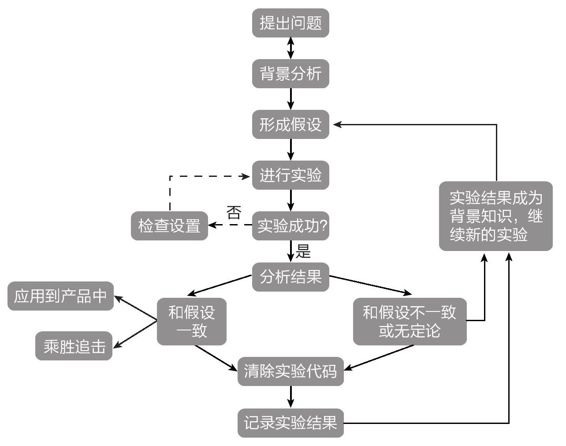 提出问题
背景分析
形成假设
进行实验
否
检查设置
实验成功?
是
实验结果成为
背景知识，继
续新的实验
分析结果
应用到产品中
和假设
一致
和假设不一致
或无定论
乘胜追击
清除实验代码
记录实验结果